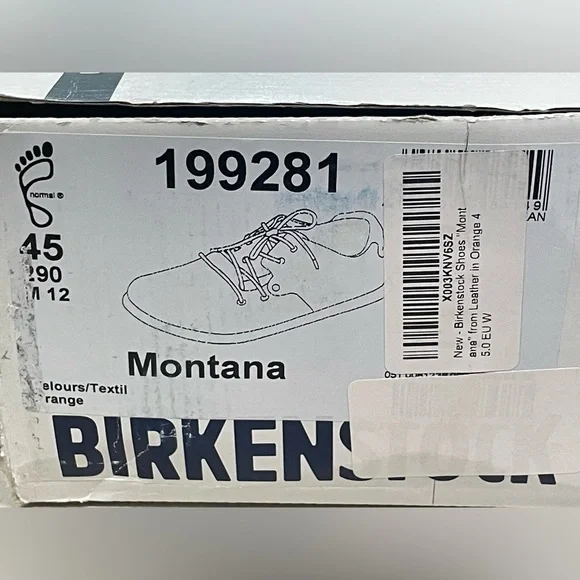 199281
normal ®
45
290
M 12
Montana
elours/Textil
range
X003KNV6SZ
New - Birkenstock Shoes "Mont
ana" from Leather in Orange 4
5.0 EU W
BIRKENSTOCK